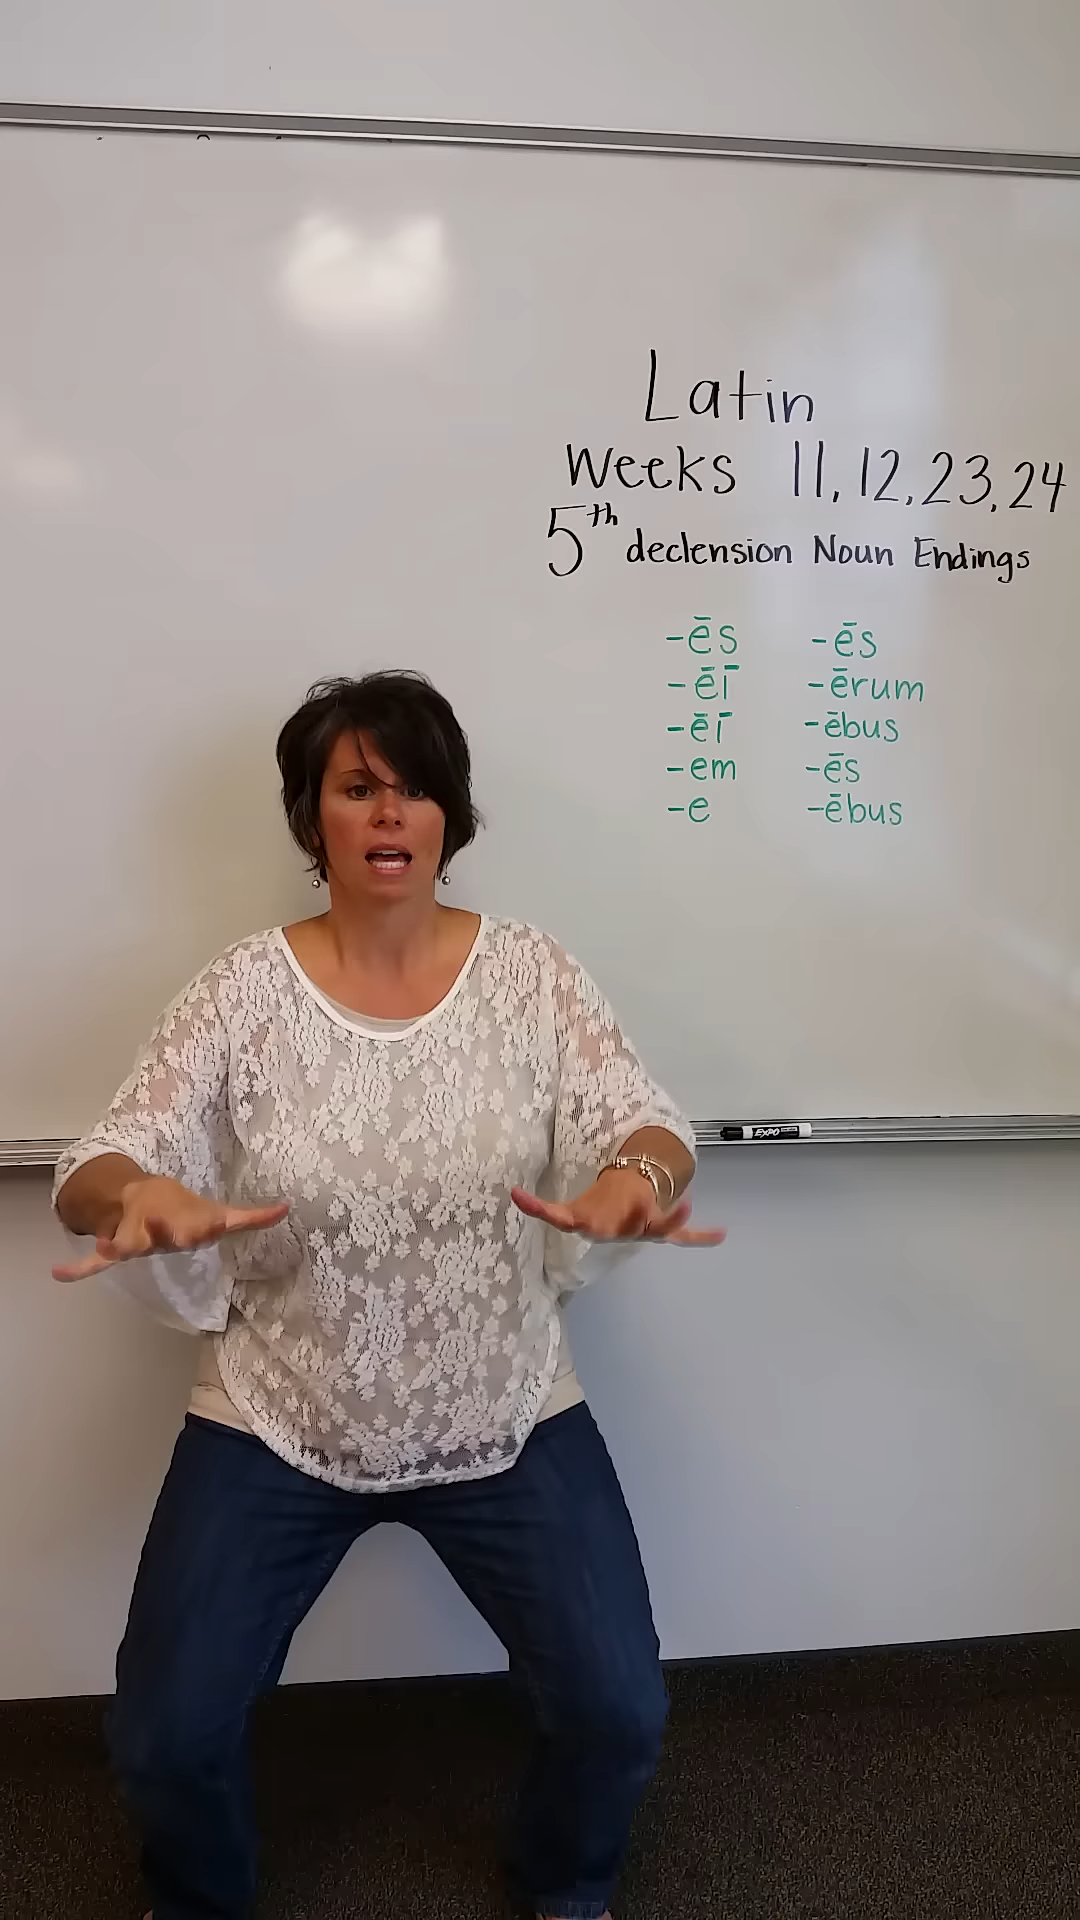 Latin
Weeks 11, 12, 23, 24
5th declension Noun Endings
-ēs -ēs
-ēī -ērum
-ēī -ēbus
-em -ēs
-e -ēbus
EXPO